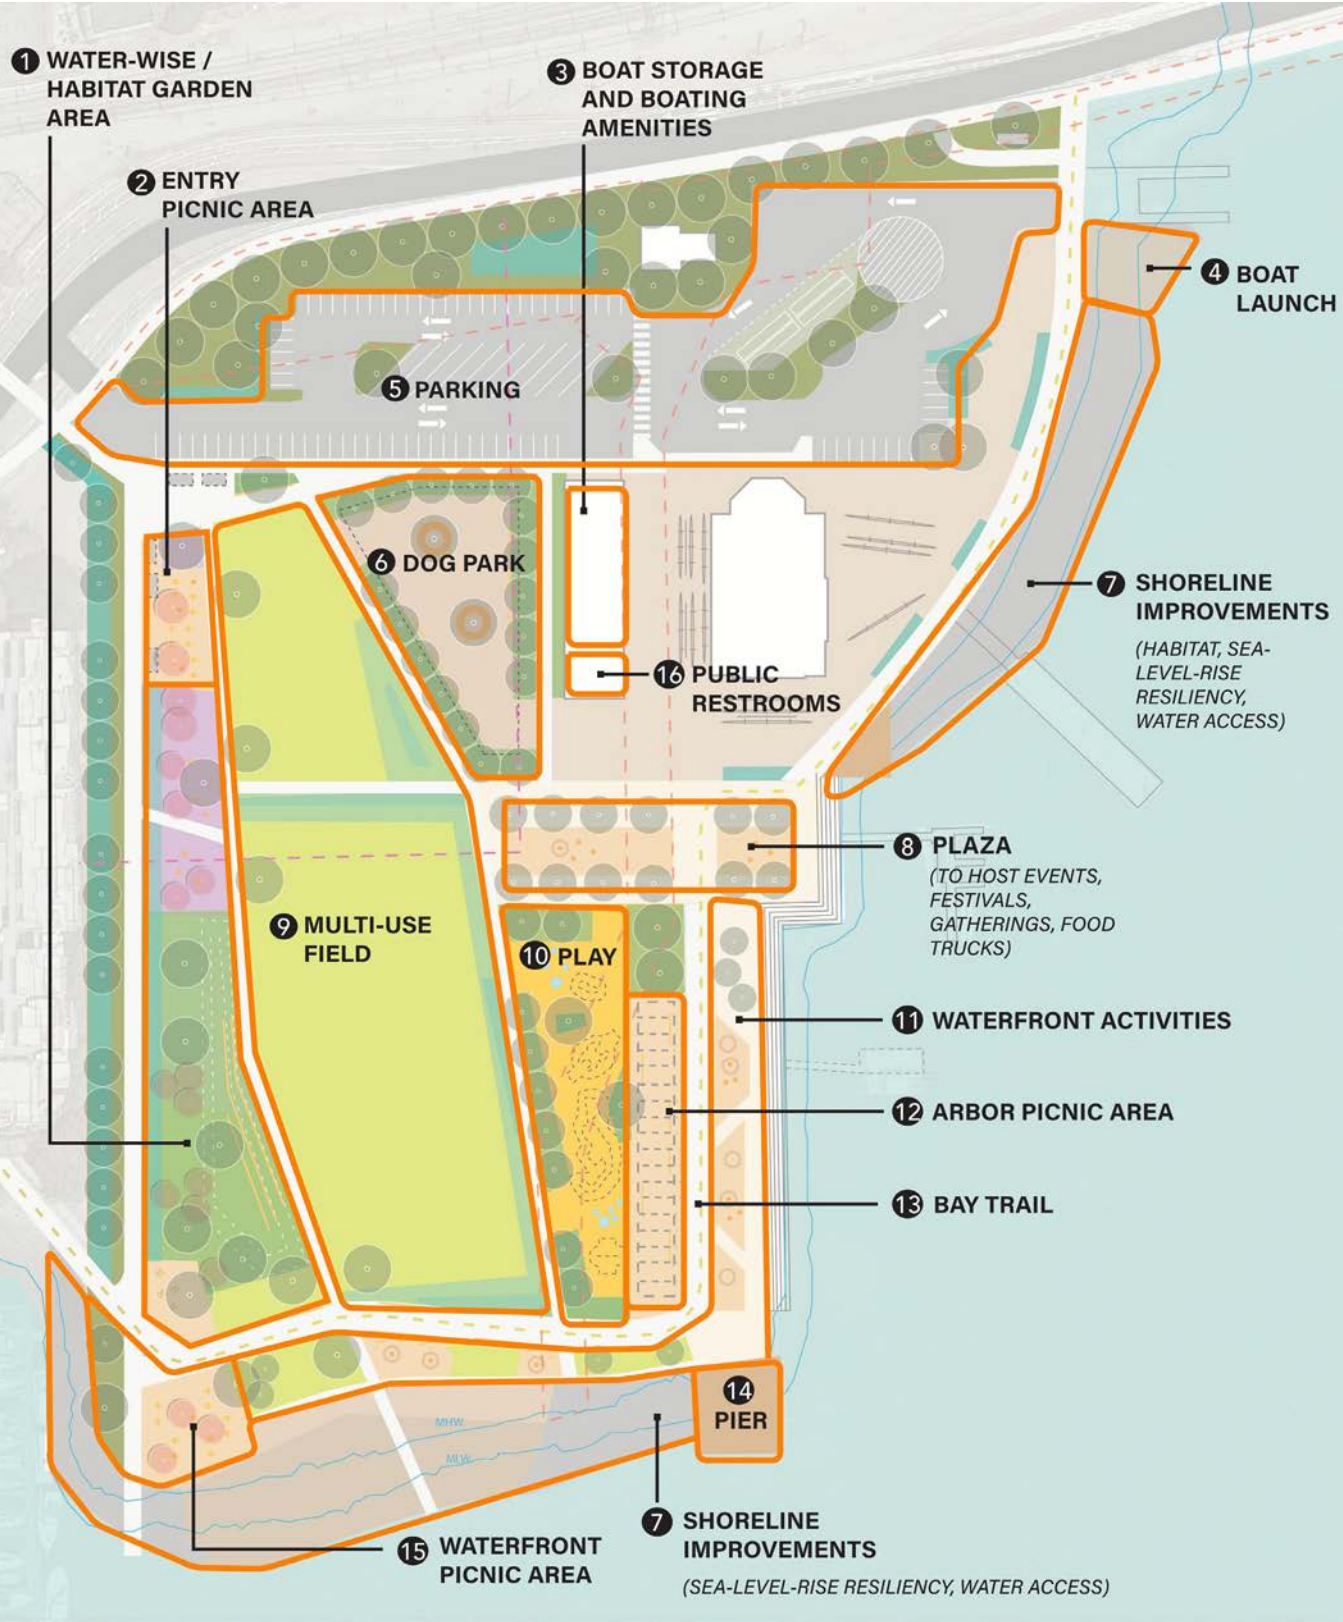 1 WATER-WISE /
HABITAT GARDEN
AREA
2 ENTRY
PICNIC AREA
3 BOAT STORAGE
AND BOATING
AMENITIES
4 BOAT
LAUNCH
5 PARKING
6 DOG PARK
7 SHORELINE
IMPROVEMENTS
(HABITAT, SEA-
LEVEL-RISE
RESILIENCY,
WATER ACCESS)
16 PUBLIC
RESTROOMS
8 PLAZA
(TO HOST EVENTS,
FESTIVALS,
GATHERINGS, FOOD
TRUCKS)
9 MULTI-USE
FIELD
10 PLAY
11 WATERFRONT ACTIVITIES
12 ARBOR PICNIC AREA
13 BAY TRAIL
14
PIER
MHW
MLW
7 SHORELINE
IMPROVEMENTS
(SEA-LEVEL-RISE RESILIENCY, WATER ACCESS)
15 WATERFRONT
PICNIC AREA